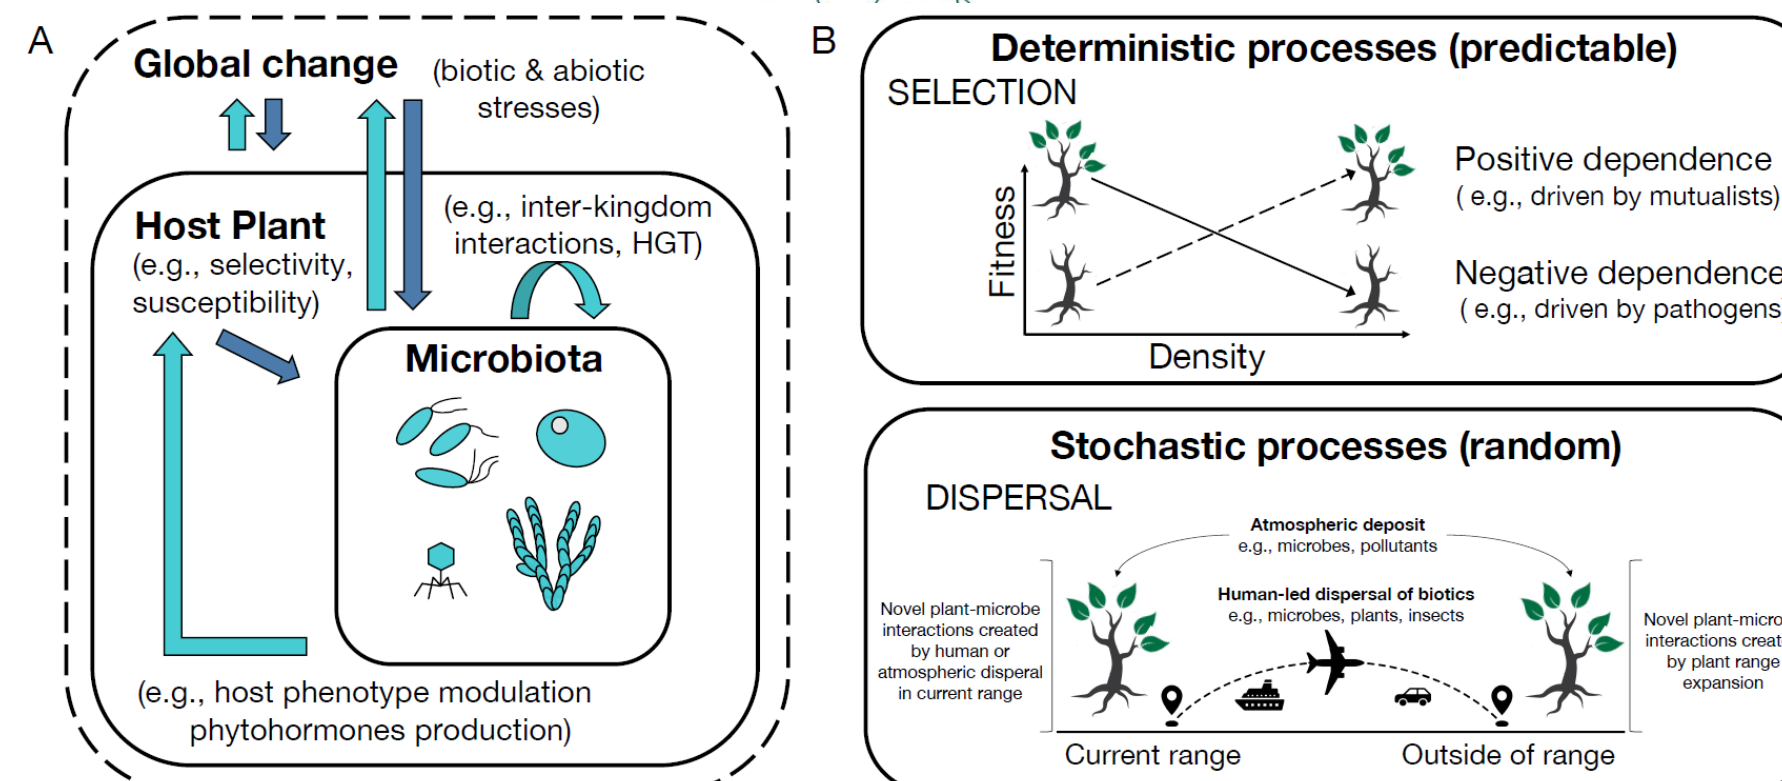 A
Global change
(biotic & abiotic
stresses)
Host Plant
(e.g., selectivity,
susceptibility)
(e.g., inter-kingdom
interactions, HGT)
Microbiota
(e.g., host phenotype modulation
phytohormones production)
B
Deterministic processes (predictable)
SELECTION
Fitness
Density
Positive dependence
( e.g., driven by mutualists)
Negative dependence
( e.g., driven by pathogens)
Stochastic processes (random)
DISPERSAL
Atmospheric deposit
e.g., microbes, pollutants
Human-led dispersal of biotics
e.g., microbes, plants, insects
Novel plant-microbe
interactions created
by human or
atmospheric disperal
in current range
Novel plant-micro
interactions creat
by plant range
expansion
Current range
Outside of range